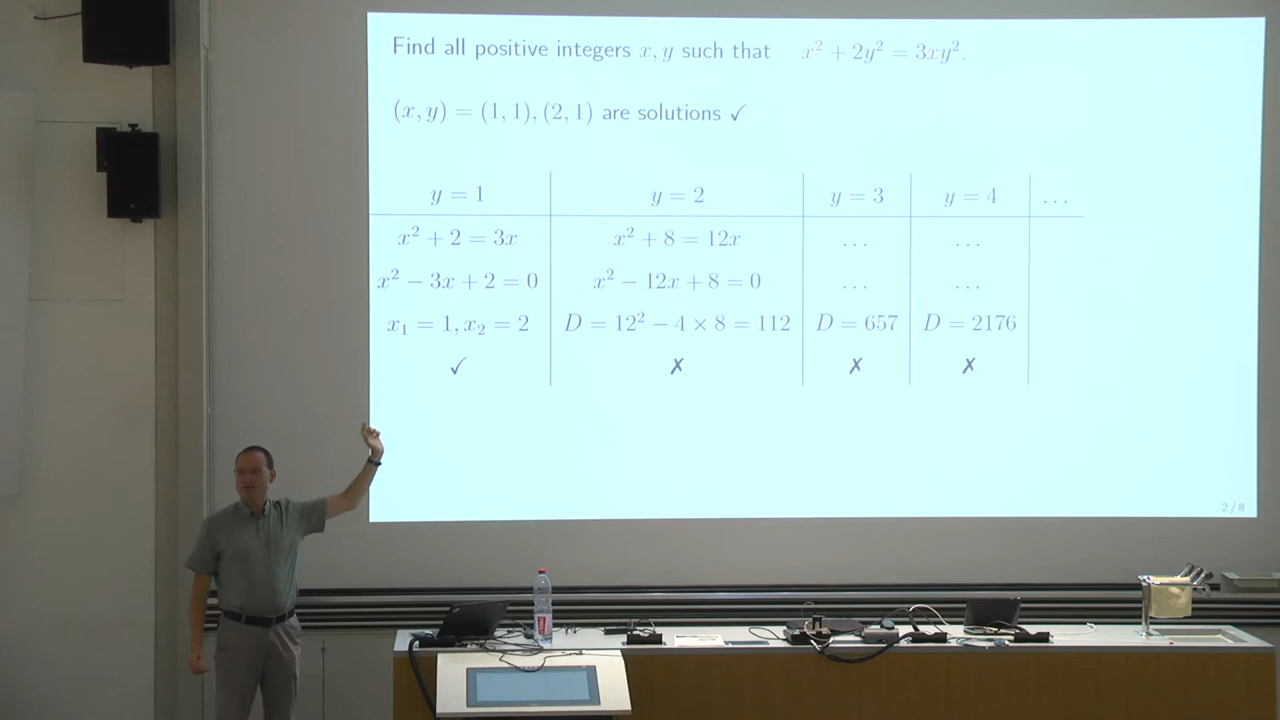 Find all positive integers x, y such that x² + 2y² = 3xy².
(x, y) = (1, 1), (2, 1) are solutions ✓
y = 1 y = 2 y = 3 y = 4 ...
x² + 2 = 3x x² + 8 = 12x ... ...
x² − 3x + 2 = 0 x² − 12x + 8 = 0 ... ...
x₁ = 1, x₂ = 2 D = 12² − 4 × 8 = 112 D = 657 D = 2176
✓ ✗ ✗ ✗
2/8